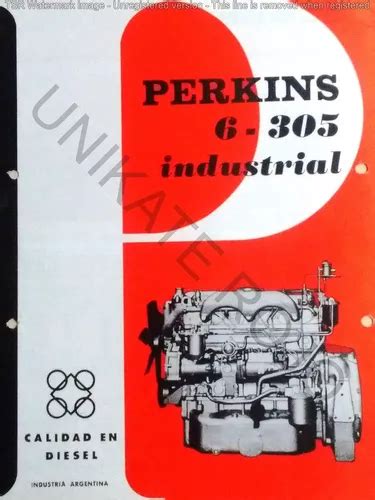 TSR Watermark Image - Unregistered version - This line is removed when registered
PERKINS
6-305
industrial
UNIKATE
CALIDAD EN
DIESEL
INDUSTRIA ARGENTINA